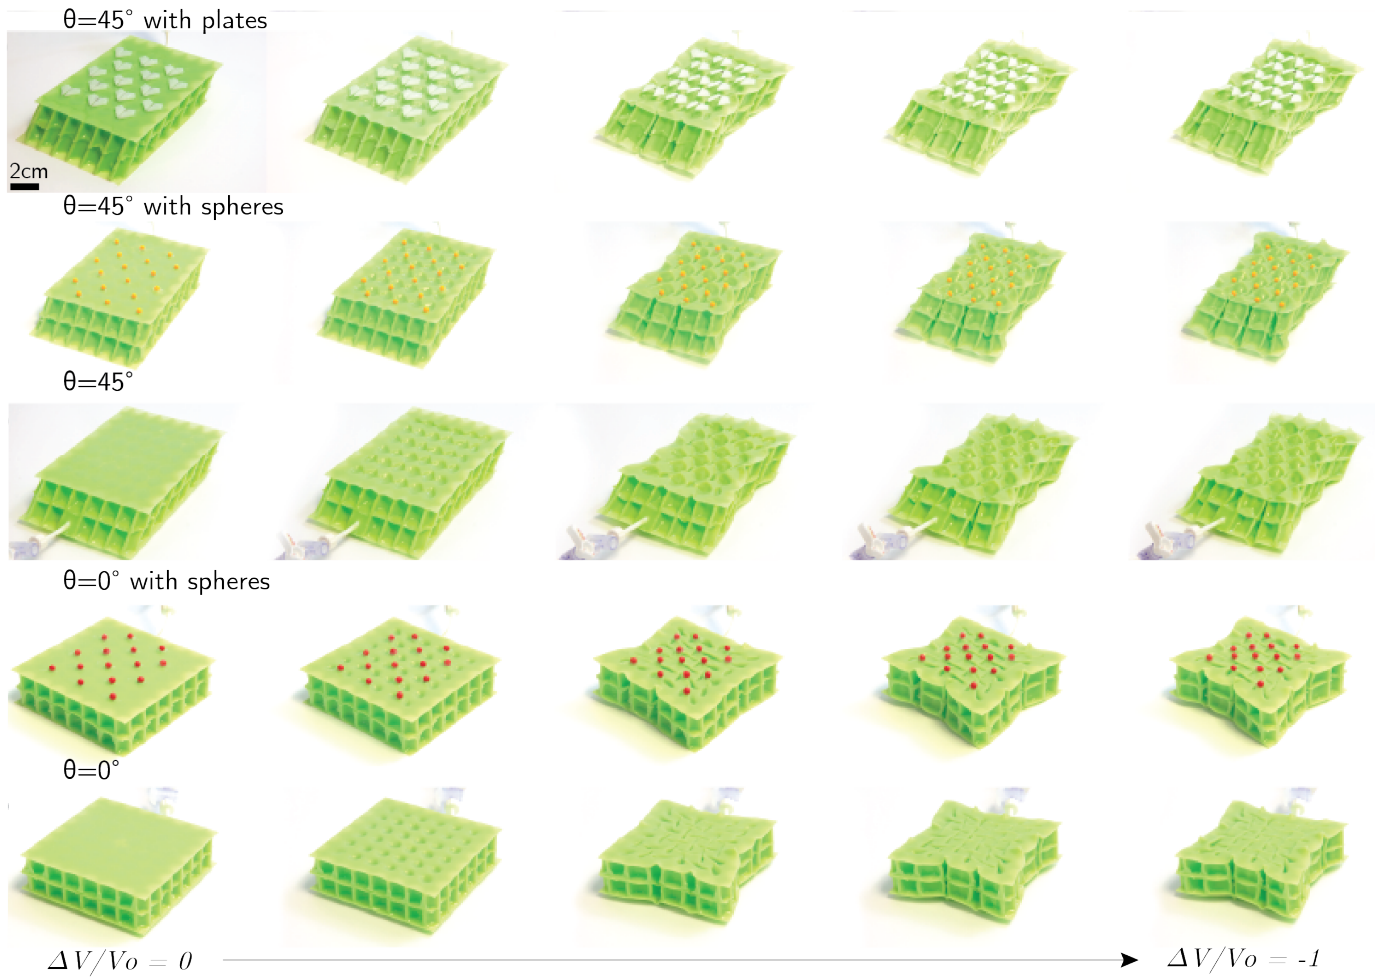 θ=45° with plates
2cm
θ=45° with spheres
θ=45°
θ=0° with spheres
θ=0°
ΔV/Vo = 0
ΔV/Vo = -1